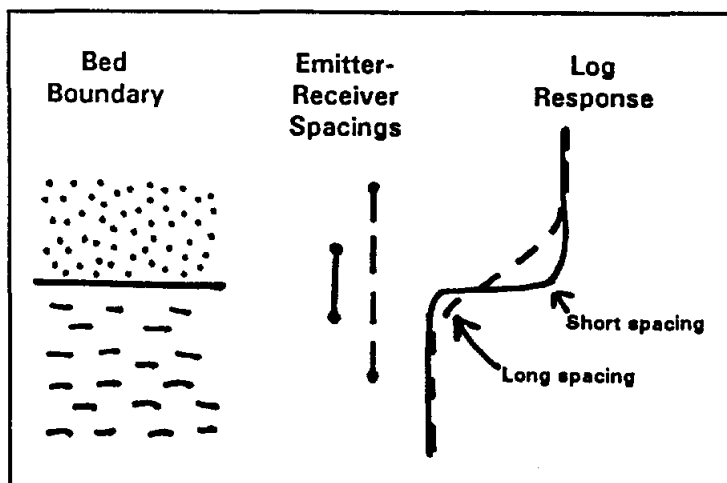 Bed
Boundary
Emitter-
Receiver
Spacings
Log
Response
Short spacing
Long spacing